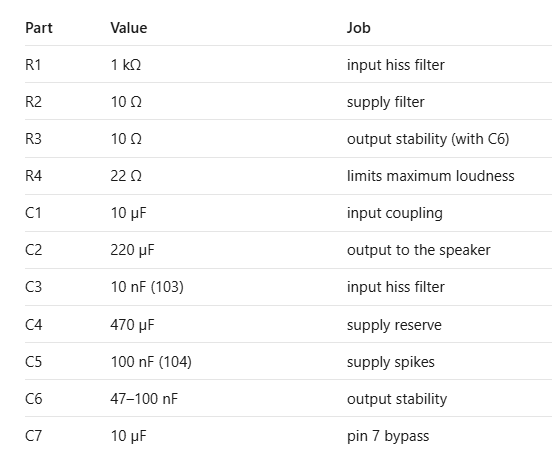 Part Value Job
R1 1 kΩ input hiss filter
R2 10 Ω supply filter
R3 10 Ω output stability (with C6)
R4 22 Ω limits maximum loudness
C1 10 µF input coupling
C2 220 µF output to the speaker
C3 10 nF (103) input hiss filter
C4 470 µF supply reserve
C5 100 nF (104) supply spikes
C6 47–100 nF output stability
C7 10 µF pin 7 bypass